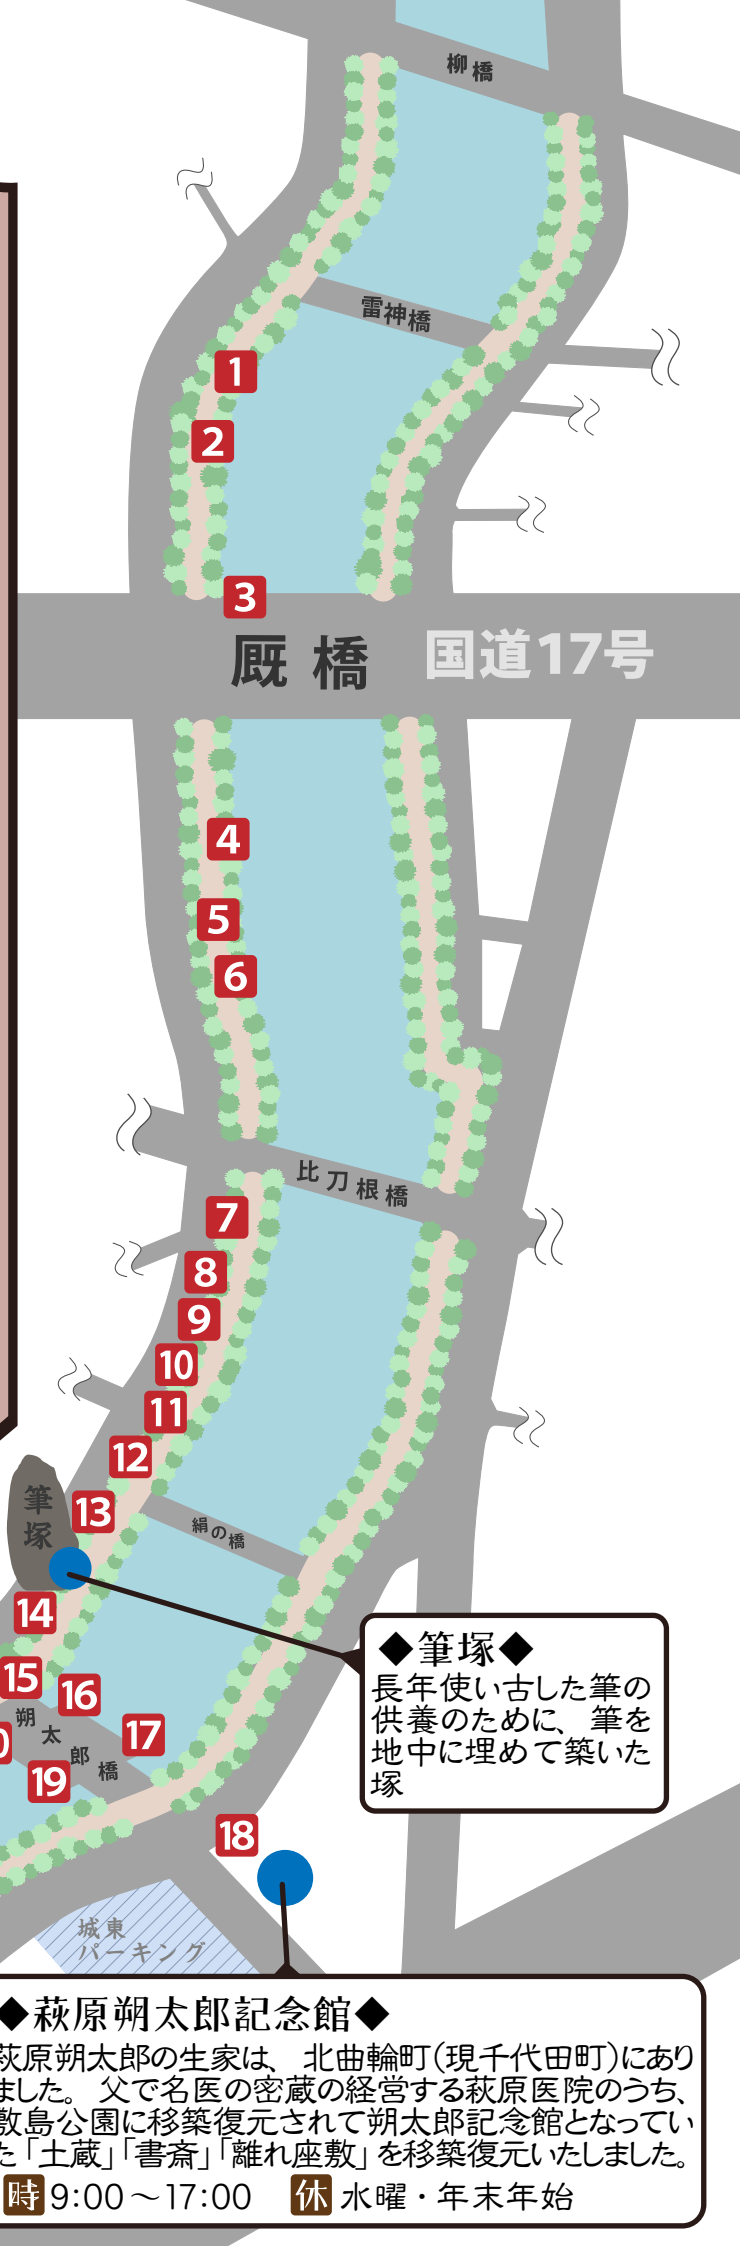 柳橋
雷神橋
1
2
3
厩橋
国道17号
4
5
6
比刀根橋
7
8
9
10
11
12
筆塚
13
絹の橋
14
15
16
朔太郎橋
17
19
18
◆筆塚◆
長年使い古した筆の
供養のために、筆を
地中に埋めて築いた
塚
城東
パーキング
◆萩原朔太郎記念館◆
萩原朔太郎の生家は、北曲輪町(現千代田町)にあり
ました。父で名医の密蔵の経営する萩原医院のうち、
敷島公園に移築復元されて朔太郎記念館となってい
た「土蔵」「書斎」「離れ座敷」を移築復元いたしました。
時 9:00～17:00 休 水曜・年末年始